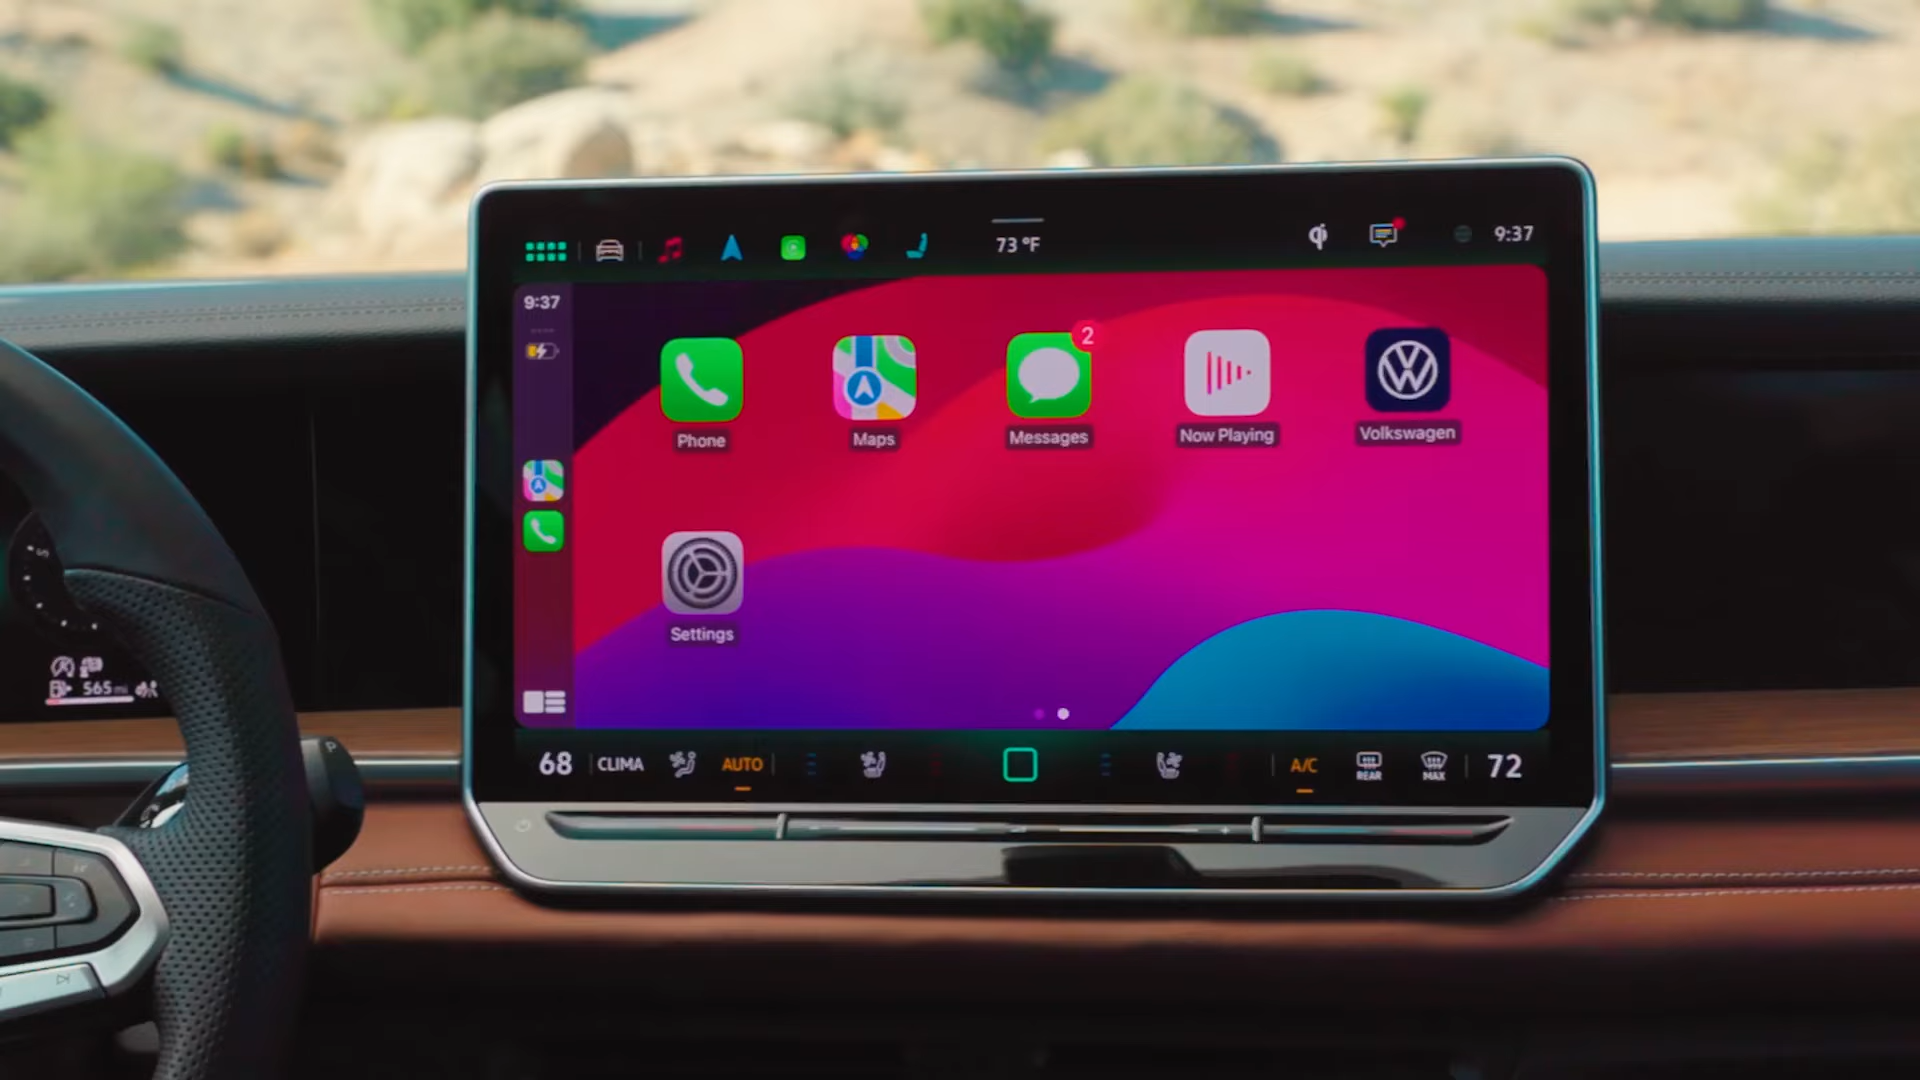 73 °F
9:37
9:37
2
Phone
Maps
Messages
Now Playing
Volkswagen
Settings
565 mi
P
68 CLIMA AUTO A/C REAR MAX 72